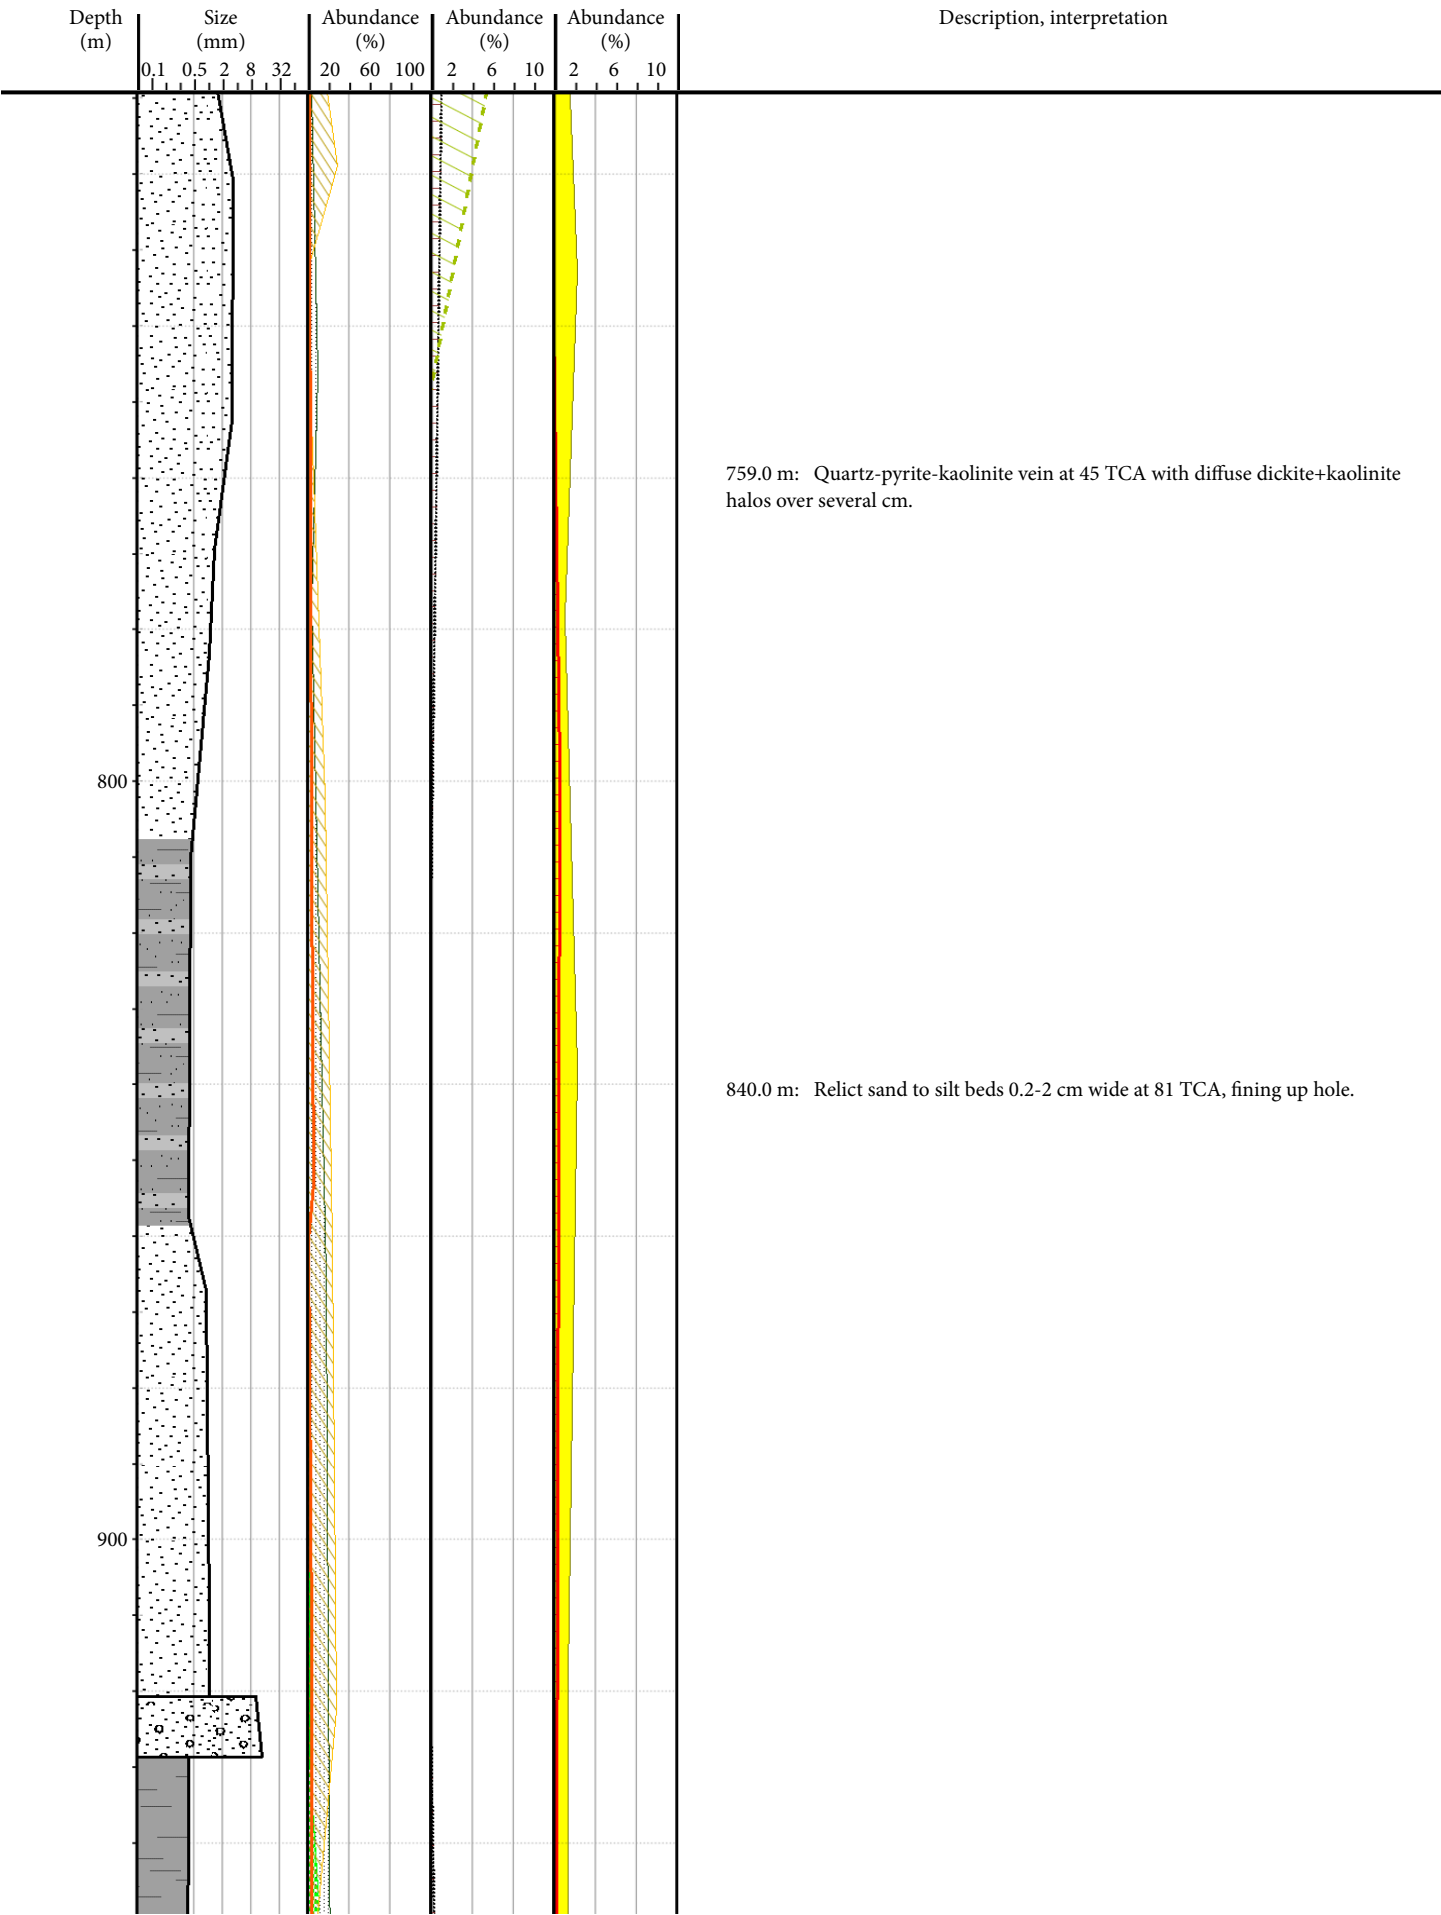 Depth Size Abundance Abundance Abundance Description, interpretation
(m) (mm) (%) (%) (%)
0.1 0.5 2 8 32 20 60 100 2 6 10 2 6 10
759.0 m: Quartz-pyrite-kaolinite vein at 45 TCA with diffuse dickite+kaolinite
halos over several cm.
800
840.0 m: Relict sand to silt beds 0.2-2 cm wide at 81 TCA, fining up hole.
900